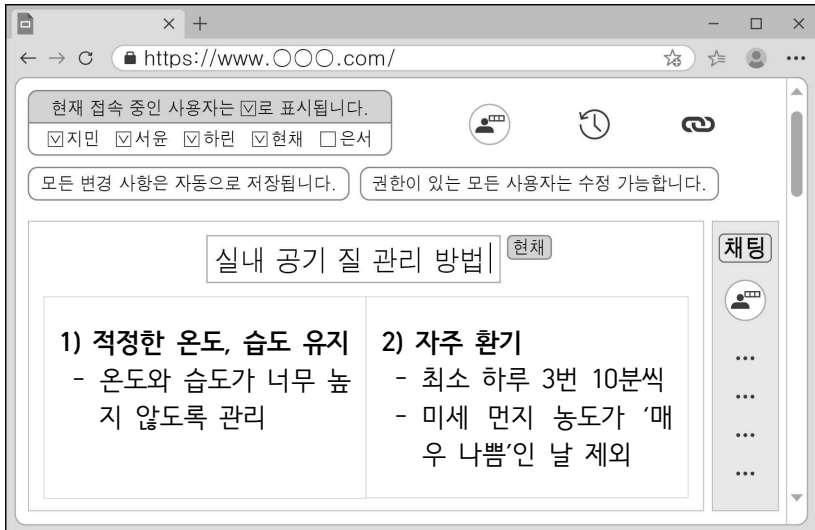 https://www.○○○.com/
현재 접속 중인 사용자는 ☑로 표시됩니다.
☑지민 ☑서윤 ☑하린 ☑현채 □은서
모든 변경 사항은 자동으로 저장됩니다.
권한이 있는 모든 사용자는 수정 가능합니다.
실내 공기 질 관리 방법
현채
채팅
1) 적정한 온도, 습도 유지
- 온도와 습도가 너무 높
지 않도록 관리
2) 자주 환기
- 최소 하루 3번 10분씩
- 미세 먼지 농도가 ‘매
우 나쁨’인 날 제외
...
...
...
...